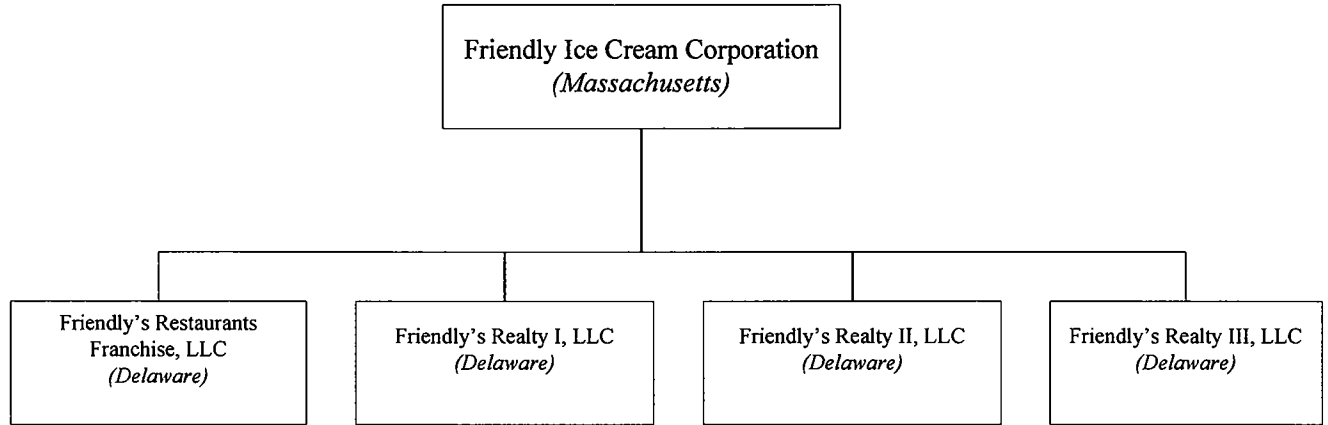 Friendly Ice Cream Corporation
(Massachusetts)
Friendly's Restaurants
Franchise, LLC
(Delaware)
Friendly's Realty I, LLC
(Delaware)
Friendly's Realty II, LLC
(Delaware)
Friendly's Realty III, LLC
(Delaware)